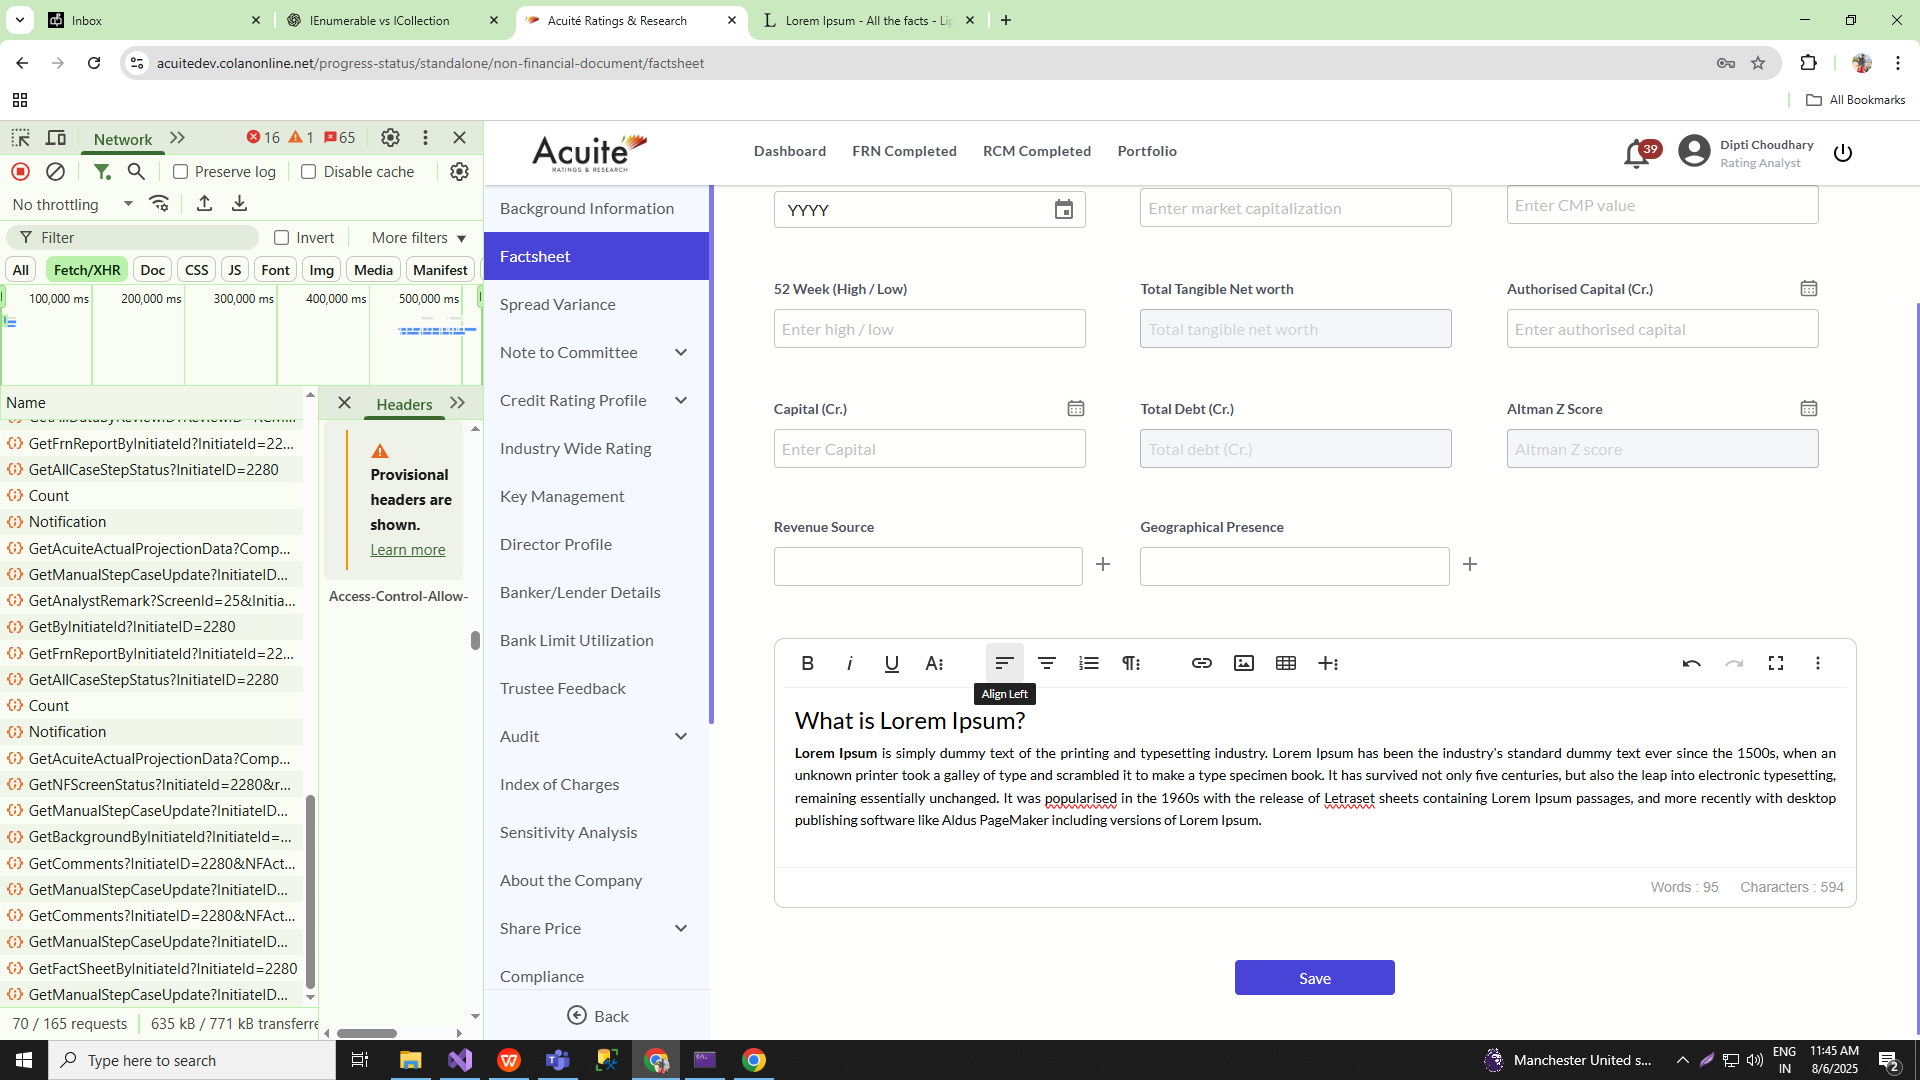 Inbox
IEnumerable vs ICollection
Acuité Ratings & Research
Lorem Ipsum - All the facts - Lip
acuitedev.colanonline.net/progress-status/standalone/non-financial-document/factsheet
All Bookmarks
Network
16
1
65
Preserve log
Disable cache
No throttling
Filter
Invert
More filters
All
Fetch/XHR
Doc
CSS
JS
Font
Img
Media
Manifest
100,000 ms
200,000 ms
300,000 ms
400,000 ms
500,000 ms
Name
Headers
GetFrnReportByInitiateId?InitiateId=22...
GetAllCaseStepStatus?InitiateID=2280
Count
Notification
GetAcuiteActualProjectionData?Comp...
GetManualStepCaseUpdate?InitiateID...
GetAnalystRemark?ScreenId=25&Initia...
GetByInitiateId?InitiateID=2280
GetFrnReportByInitiateId?InitiateId=22...
GetAllCaseStepStatus?InitiateID=2280
Count
Notification
GetAcuiteActualProjectionData?Comp...
GetNFScreenStatus?InitiateId=2280&r...
GetManualStepCaseUpdate?InitiateID...
GetBackgroundByInitiateId?InitiateId=...
GetComments?InitiateID=2280&NFAct...
GetManualStepCaseUpdate?InitiateID...
GetComments?InitiateID=2280&NFAct...
GetManualStepCaseUpdate?InitiateID...
GetFactSheetByInitiateId?InitiateId=2280
GetManualStepCaseUpdate?InitiateID...
Provisional
headers are
shown.
Learn more
Access-Control-Allow-
70 / 165 requests
635 kB / 771 kB transferre
Acuite
RATINGS & RESEARCH
Dashboard
FRN Completed
RCM Completed
Portfolio
39
Dipti Choudhary
Rating Analyst
Background Information
Factsheet
Spread Variance
Note to Committee
Credit Rating Profile
Industry Wide Rating
Key Management
Director Profile
Banker/Lender Details
Bank Limit Utilization
Trustee Feedback
Audit
Index of Charges
Sensitivity Analysis
About the Company
Share Price
Compliance
Back
YYYY
Enter market capitalization
Enter CMP value
52 Week (High / Low)
Total Tangible Net worth
Authorised Capital (Cr.)
Enter high / low
Total tangible net worth
Enter authorised capital
Capital (Cr.)
Total Debt (Cr.)
Altman Z Score
Enter Capital
Total debt (Cr.)
Altman Z score
Revenue Source
Geographical Presence
Align Left
What is Lorem Ipsum?
Lorem Ipsum is simply dummy text of the printing and typesetting industry. Lorem Ipsum has been the industry's standard dummy text ever since the 1500s, when an
unknown printer took a galley of type and scrambled it to make a type specimen book. It has survived not only five centuries, but also the leap into electronic typesetting,
remaining essentially unchanged. It was popularised in the 1960s with the release of Letraset sheets containing Lorem Ipsum passages, and more recently with desktop
publishing software like Aldus PageMaker including versions of Lorem Ipsum.
Words : 95
Characters : 594
Save
Type here to search
Manchester United s...
ENG
IN
11:45 AM
8/6/2025
2